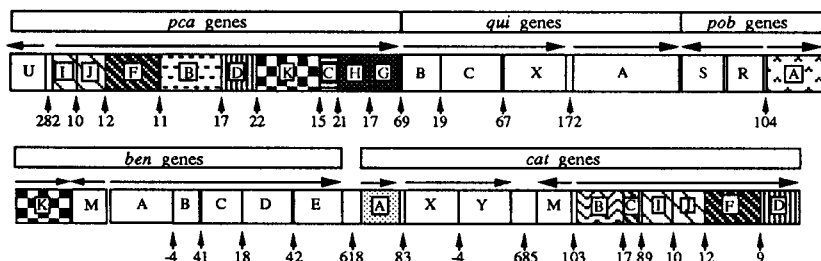 pca genes qui genes pob genes
U I J F B D K C H G B C X A S R A
282 10 12 11 17 22 15 21 17 69 19 67 172 104
ben genes cat genes
K M A B C D E A X Y M B C I J F D
-4 41 18 42 618 83 -4 685 103 17 89 10 12 9